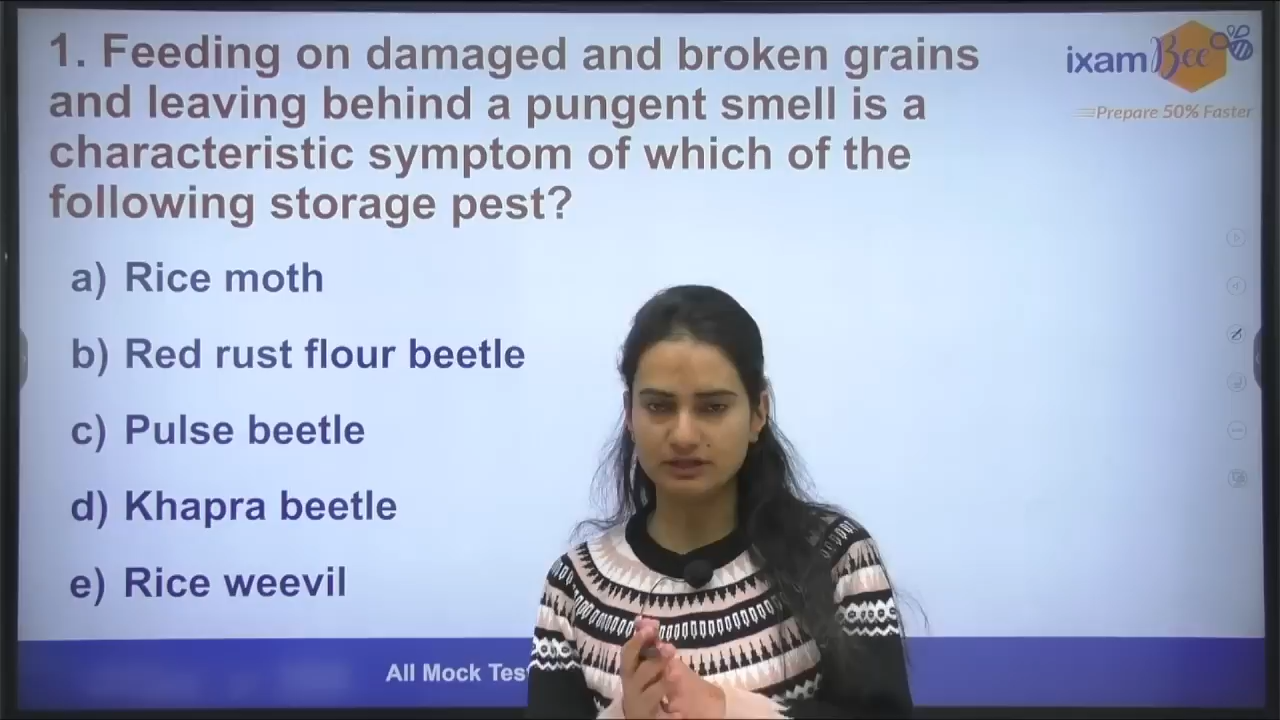 1. Feeding on damaged and broken grains
and leaving behind a pungent smell is a
characteristic symptom of which of the
following storage pest?
ixamBee
Prepare 50% Faster
a) Rice moth
b) Red rust flour beetle
c) Pulse beetle
d) Khapra beetle
e) Rice weevil
All Mock